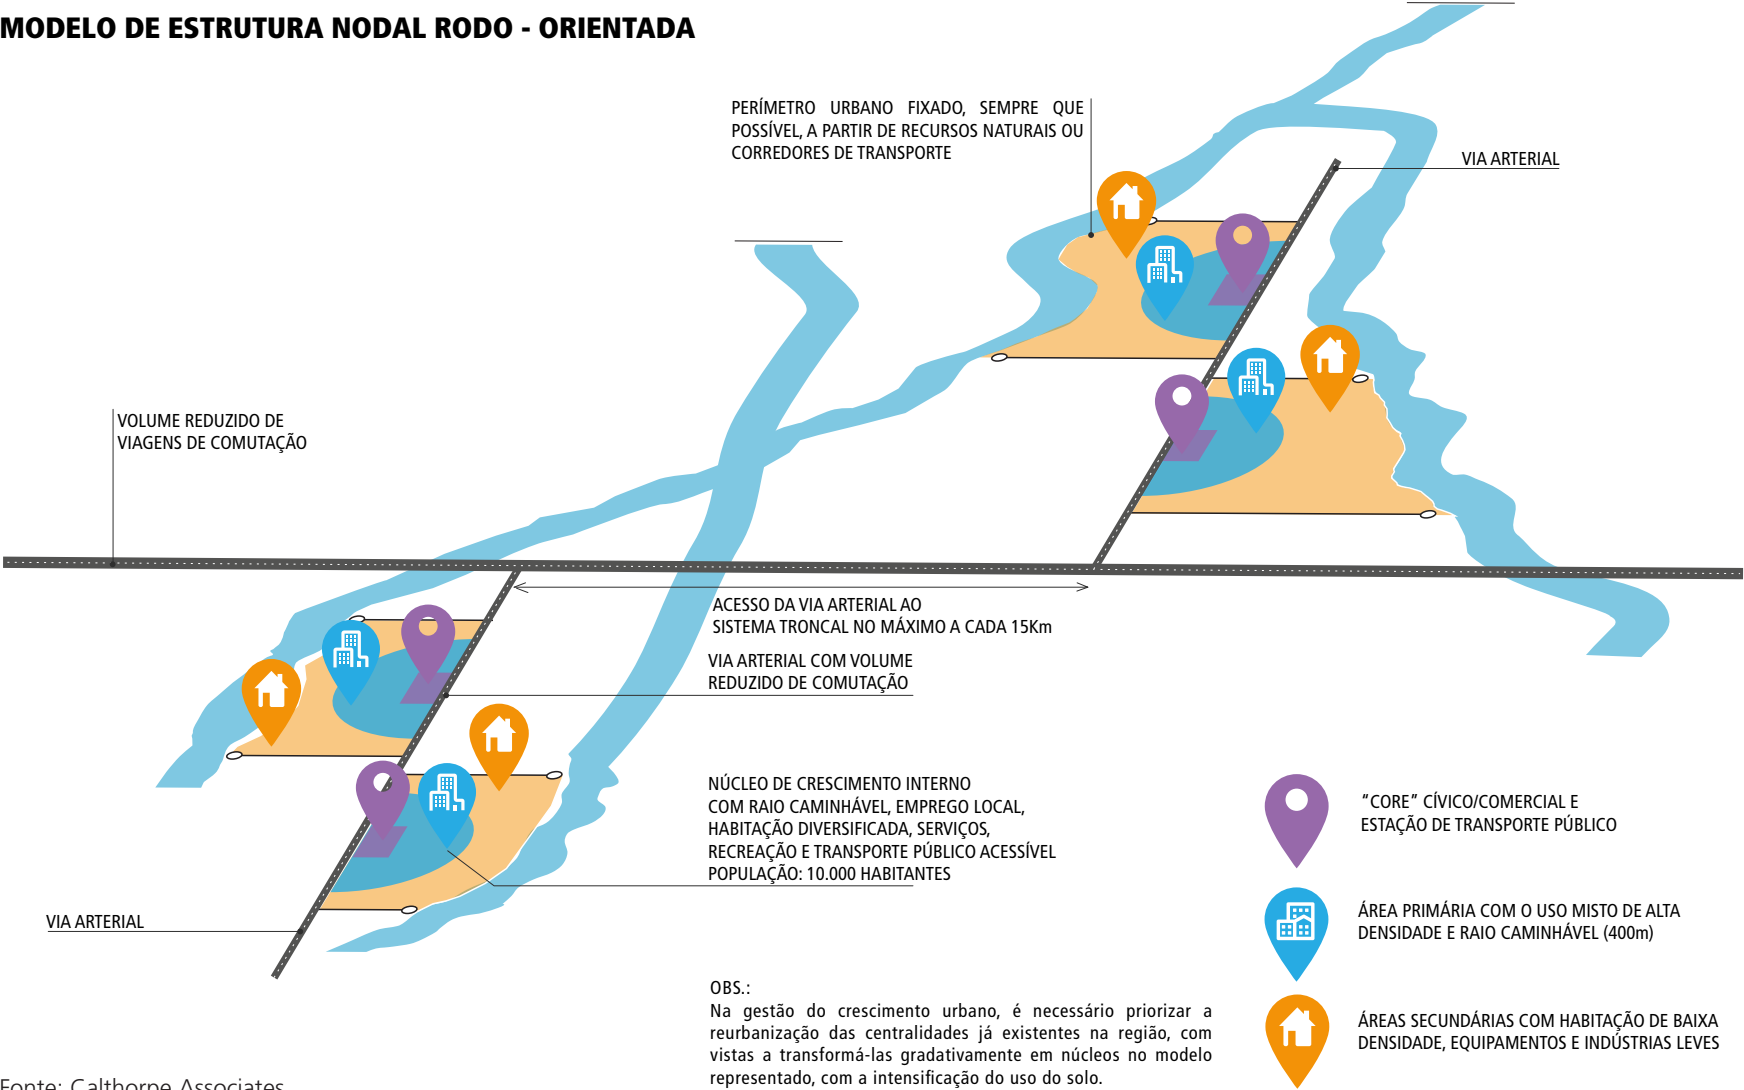 MODELO DE ESTRUTURA NODAL RODO - ORIENTADA
PERÍMETRO URBANO FIXADO, SEMPRE QUE
POSSÍVEL, A PARTIR DE RECURSOS NATURAIS OU
CORREDORES DE TRANSPORTE
VIA ARTERIAL
VOLUME REDUZIDO DE
VIAGENS DE COMUTAÇÃO
ACESSO DA VIA ARTERIAL AO
SISTEMA TRONCAL NO MÁXIMO A CADA 15Km
VIA ARTERIAL COM VOLUME
REDUZIDO DE COMUTAÇÃO
NÚCLEO DE CRESCIMENTO INTERNO
COM RAIO CAMINHÁVEL, EMPREGO LOCAL,
HABITAÇÃO DIVERSIFICADA, SERVIÇOS,
RECREAÇÃO E TRANSPORTE PÚBLICO ACESSÍVEL
POPULAÇÃO: 10.000 HABITANTES
VIA ARTERIAL
"CORE" CÍVICO/COMERCIAL E
ESTAÇÃO DE TRANSPORTE PÚBLICO
ÁREA PRIMÁRIA COM O USO MISTO DE ALTA
DENSIDADE E RAIO CAMINHÁVEL (400m)
ÁREAS SECUNDÁRIAS COM HABITAÇÃO DE BAIXA
DENSIDADE, EQUIPAMENTOS E INDÚSTRIAS LEVES
OBS.:
Na gestão do crescimento urbano, é necessário priorizar a
reurbanização das centralidades já existentes na região, com
vistas a transformá-las gradativamente em núcleos no modelo
representado, com a intensificação do uso do solo.
Fonte: Calthorpe Associates